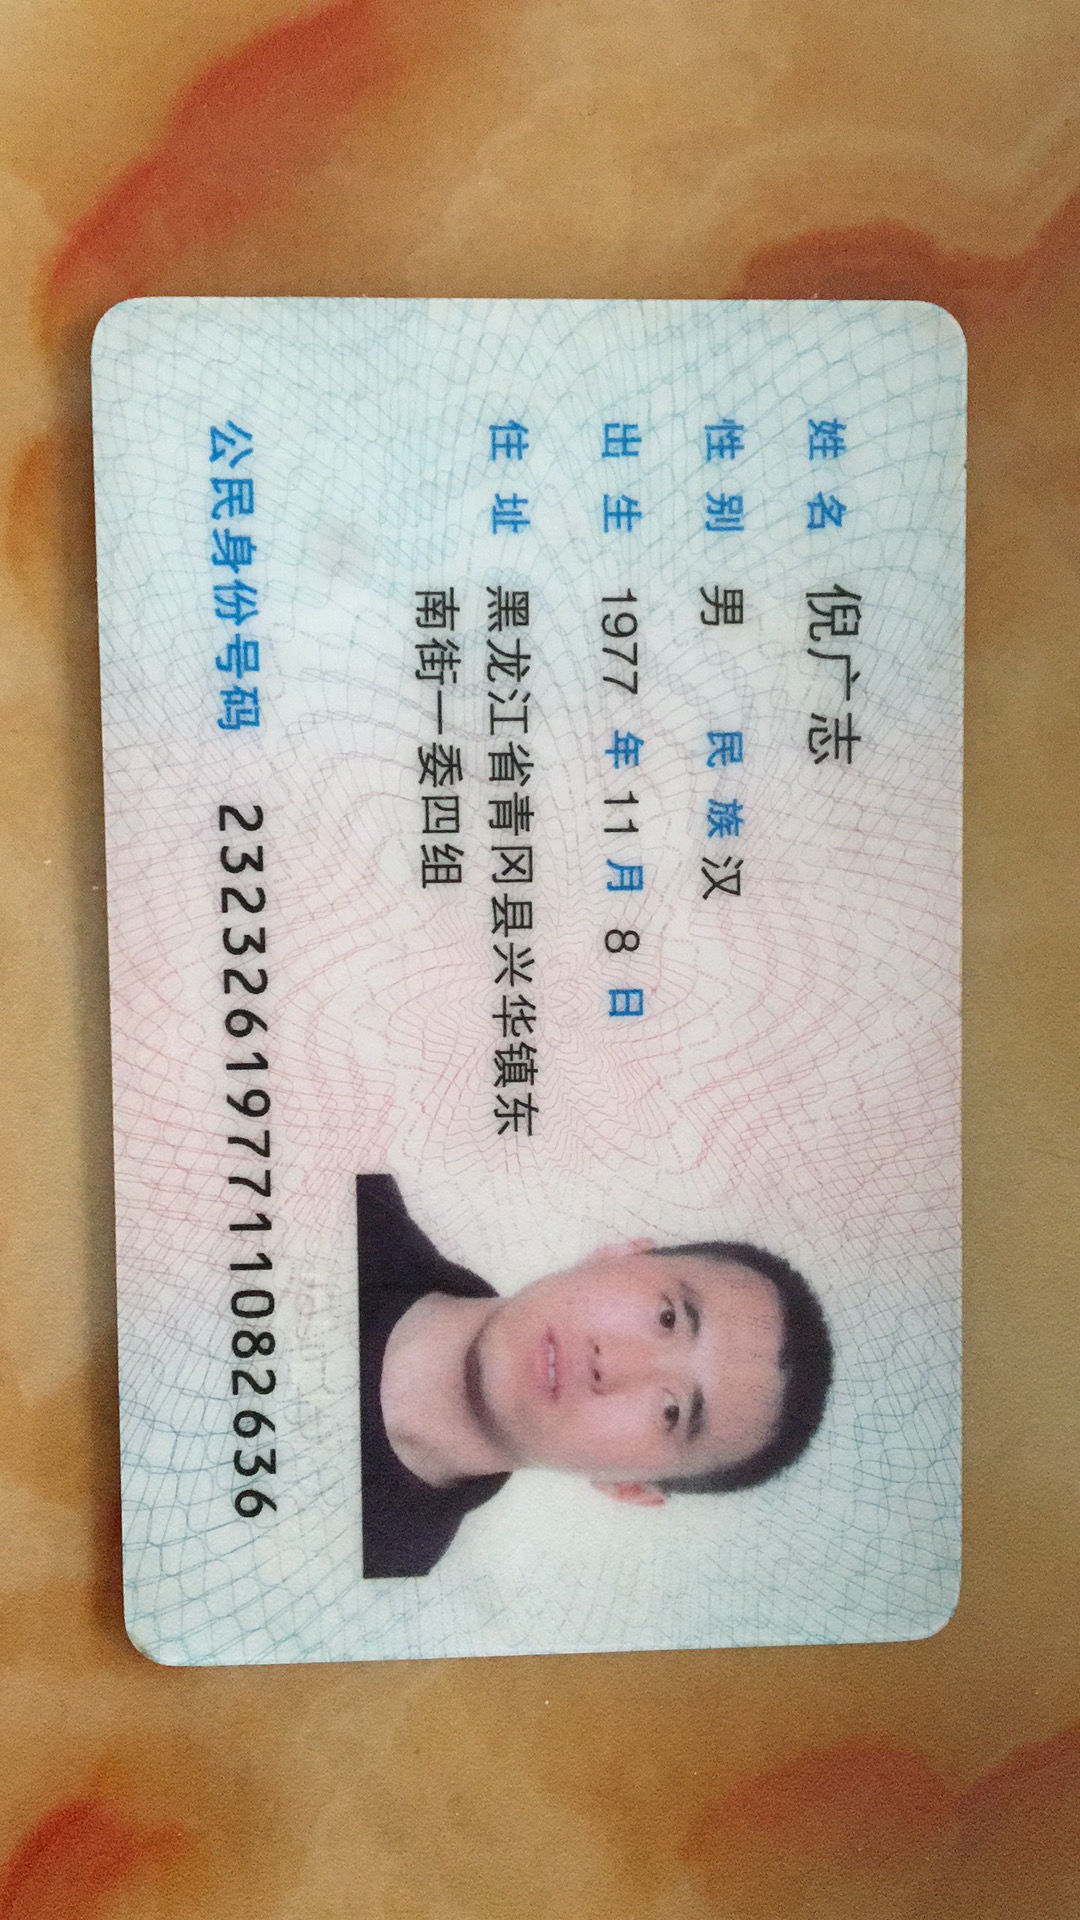 姓名 倪广志
性别 男 民族 汉
出生 1977 年 11 月 8 日
住址 黑龙江省青冈县兴华镇东
南街一委四组
公民身份号码 232326197711082636